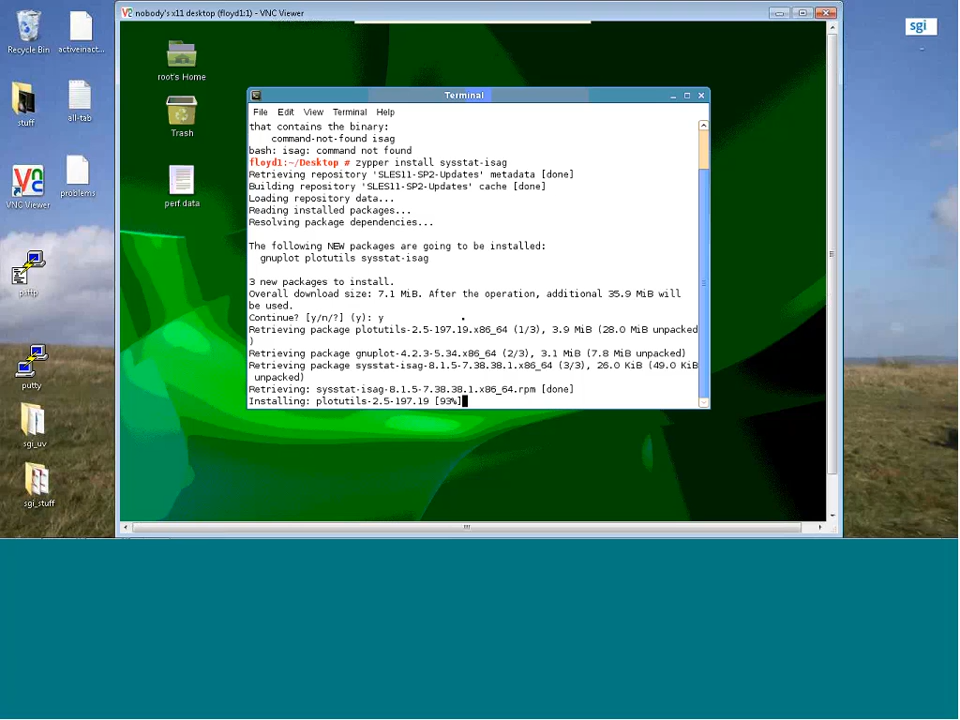 nobody's x11 desktop (floyd1:1) - VNC Viewer
Recycle Bin
activeinact...
stuff
all-tab
VNC Viewer
problems
psftp
putty
sgi_uv
sgi_stuff
sgi
root's Home
Trash
perf data
Terminal
File Edit View Terminal Help
that contains the binary:
command-not-found isag
bash: isag: command not found
floyd1:~/Desktop # zypper install sysstat-isag
Retrieving repository 'SLES11-SP2-Updates' metadata [done]
Building repository 'SLES11-SP2-Updates' cache [done]
Loading repository data...
Reading installed packages...
Resolving package dependencies...
The following NEW packages are going to be installed:
gnuplot plotutils sysstat-isag
3 new packages to install.
Overall download size: 7.1 MiB. After the operation, additional 35.9 MiB will
be used.
Continue? [y/n/?] (y): y
Retrieving package plotutils-2.5-197.19.x86_64 (1/3), 3.9 MiB (28.0 MiB unpacked
)
Retrieving package gnuplot-4.2.3-5.34.x86_64 (2/3), 3.1 MiB (7.8 MiB unpacked)
Retrieving package sysstat-isag-8.1.5-7.38.38.1.x86_64 (3/3), 26.0 KiB (49.0 KiB
unpacked)
Retrieving: sysstat-isag-8.1.5-7.38.38.1.x86_64.rpm [done]
Installing: plotutils-2.5-197.19 [93%]